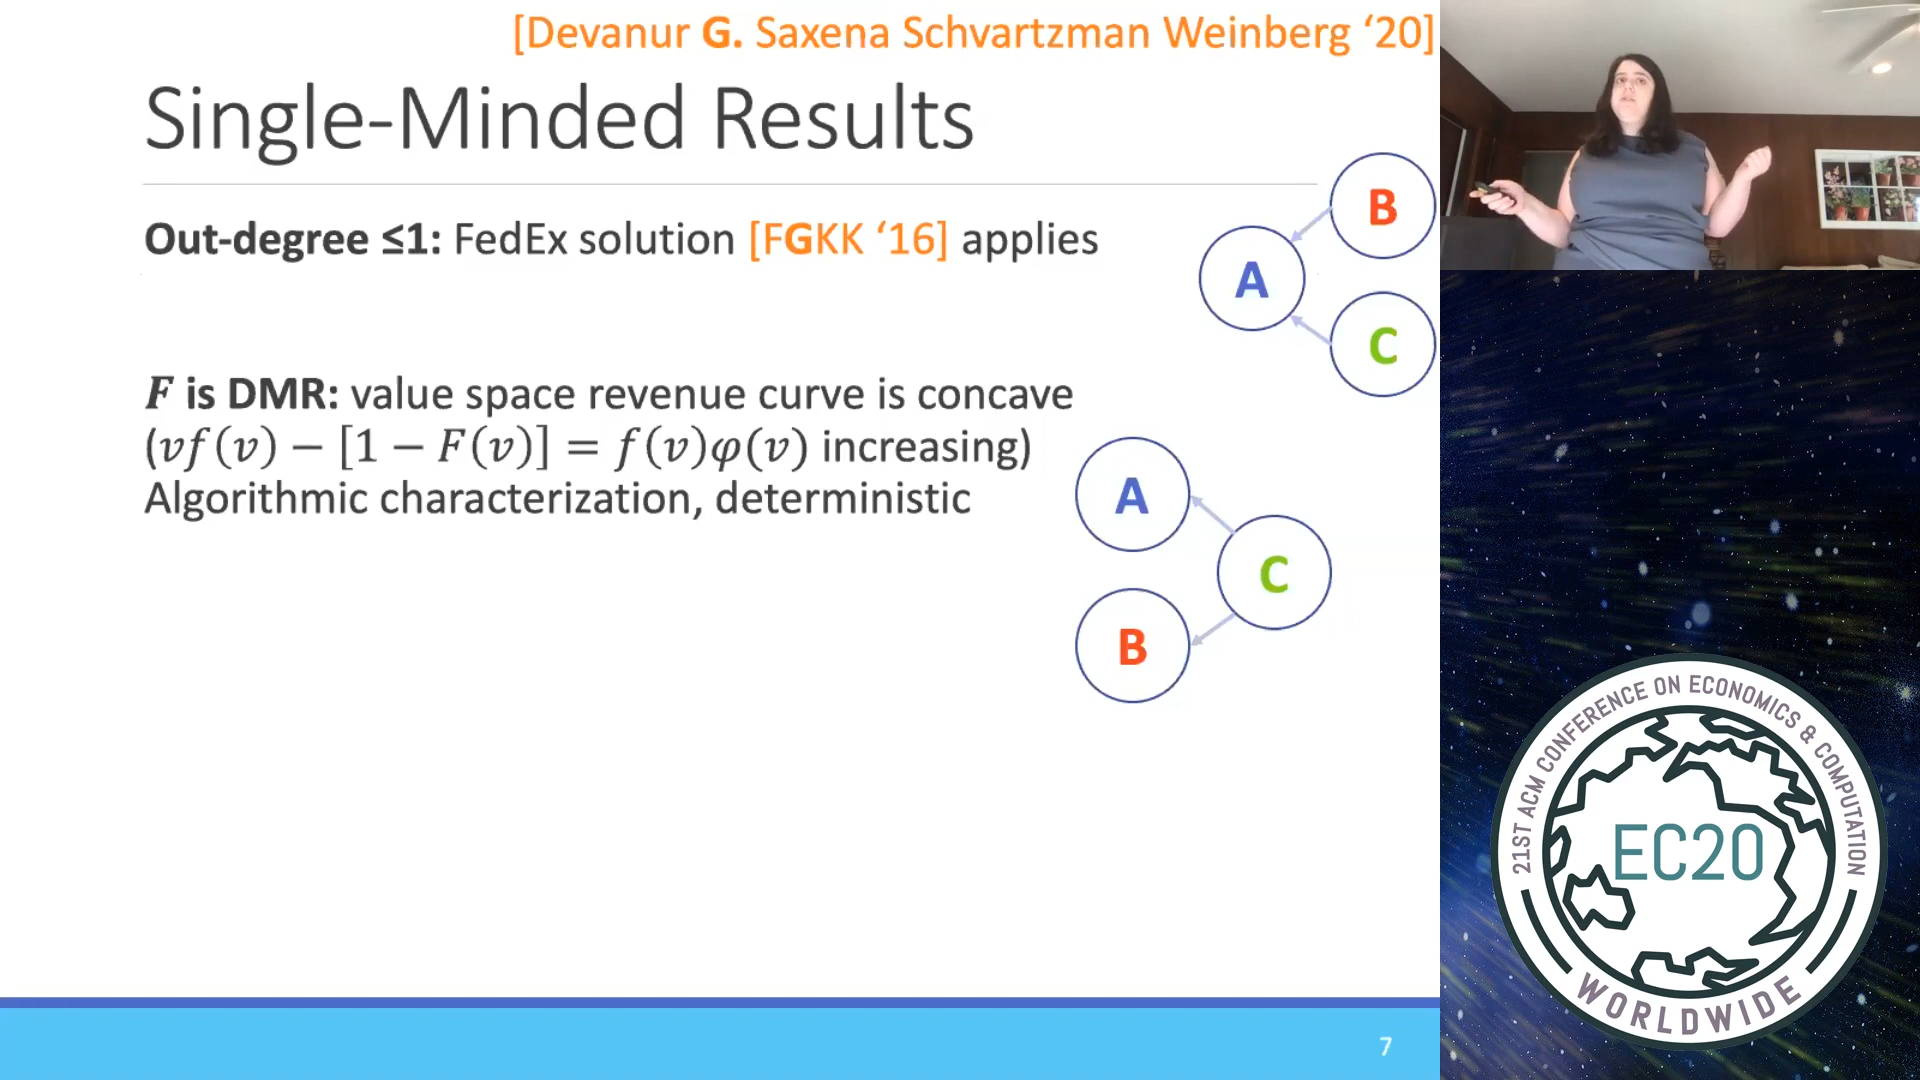 [Devanur G. Saxena Schvartzman Weinberg ‘20]
Single-Minded Results
Out-degree ≤1: FedEx solution [FGKK ‘16] applies
B
A
C
F is DMR: value space revenue curve is concave
(vf(v) − [1 − F(v)] = f(v)φ(v) increasing)
Algorithmic characterization, deterministic
A
C
B
7
21ST ACM CONFERENCE ON ECONOMICS & COMPUTATION
EC20
WORLDWIDE